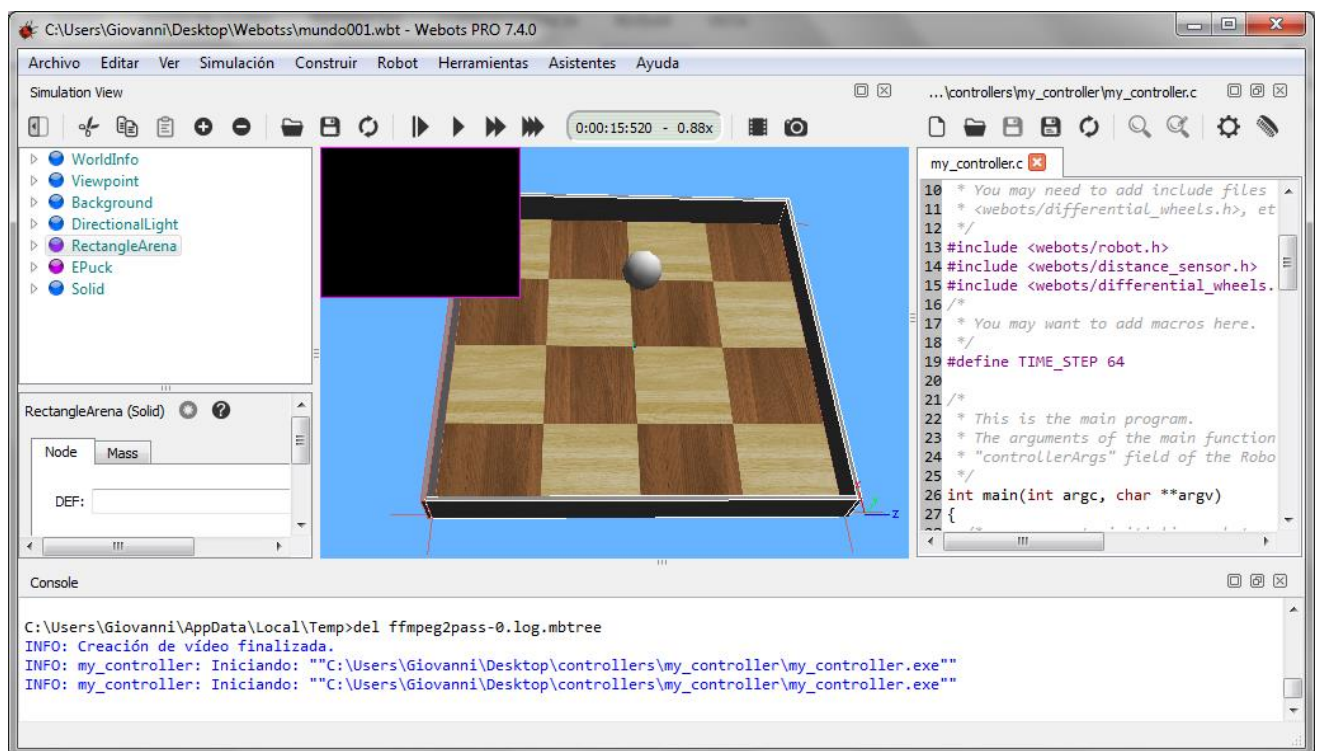 C:\Users\Giovanni\Desktop\Webotss\mundo001.wbt - Webots PRO 7.4.0
Archivo Editar Ver Simulación Construir Robot Herramientas Asistentes Ayuda
Simulation View
0:00:15:520 - 0.88x
WorldInfo
Viewpoint
Background
DirectionalLight
RectangleArena
EPuck
Solid
RectangleArena (Solid)
Node Mass
DEF:
z
...\controllers\my_controller\my_controller.c
my_controller.c
10 * You may need to add include files
11 * <webots/differential_wheels.h>, et
12 */
13 #include <webots/robot.h>
14 #include <webots/distance_sensor.h>
15 #include <webots/differential_wheels.
16 /*
17 * You may want to add macros here.
18 */
19 #define TIME_STEP 64
20
21 /*
22 * This is the main program.
23 * The arguments of the main function
24 * "controllerArgs" field of the Robo
25 */
26 int main(int argc, char **argv)
27 {
Console
C:\Users\Giovanni\AppData\Local\Temp>del ffmpeg2pass-0.log.mbtree
INFO: Creación de vídeo finalizada.
INFO: my_controller: Iniciando: ""C:\Users\Giovanni\Desktop\controllers\my_controller\my_controller.exe""
INFO: my_controller: Iniciando: ""C:\Users\Giovanni\Desktop\controllers\my_controller\my_controller.exe""